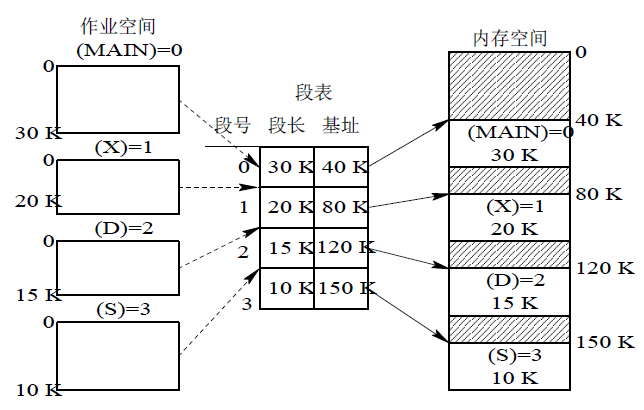 作业空间
(MAIN)=0
0
30 K
(X)=1
0
20 K
(D)=2
0
15 K
(S)=3
0
10 K
段表
段号 段长 基址
0 30 K 40 K
1 20 K 80 K
2 15 K 120 K
3 10 K 150 K
内存空间
0
40 K
(MAIN)=0
30 K
80 K
(X)=1
20 K
120 K
(D)=2
15 K
150 K
(S)=3
10 K